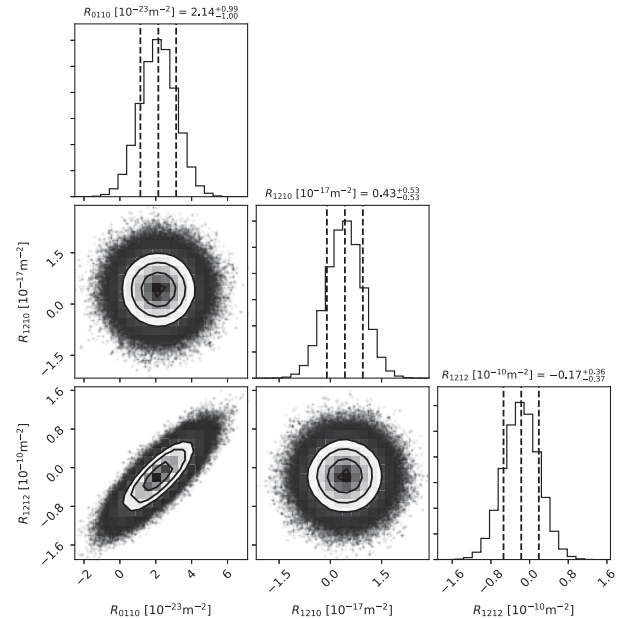 R₀₁₁₀ [10⁻²³m⁻²] = 2.14⁺⁰·⁹⁹₋₁.₀₀
R₁₂₁₀ [10⁻¹⁷m⁻²] = 0.43⁺⁰·⁵³₋₀.₅₃
R₁₂₁₀ [10⁻¹⁷m⁻²]
1.5
0.0
−1.5
R₁₂₁₂ [10⁻¹⁰m⁻²] = −0.17⁺⁰·³⁶₋₀.₃₇
R₁₂₁₂ [10⁻¹⁰m⁻²]
1.6
0.8
0.0
−0.8
−1.6
−2 0 2 4 6
−1.5 0.0 1.5
−1.6 −0.8 0.0 0.8 1.6
R₀₁₁₀ [10⁻²³m⁻²]
R₁₂₁₀ [10⁻¹⁷m⁻²]
R₁₂₁₂ [10⁻¹⁰m⁻²]